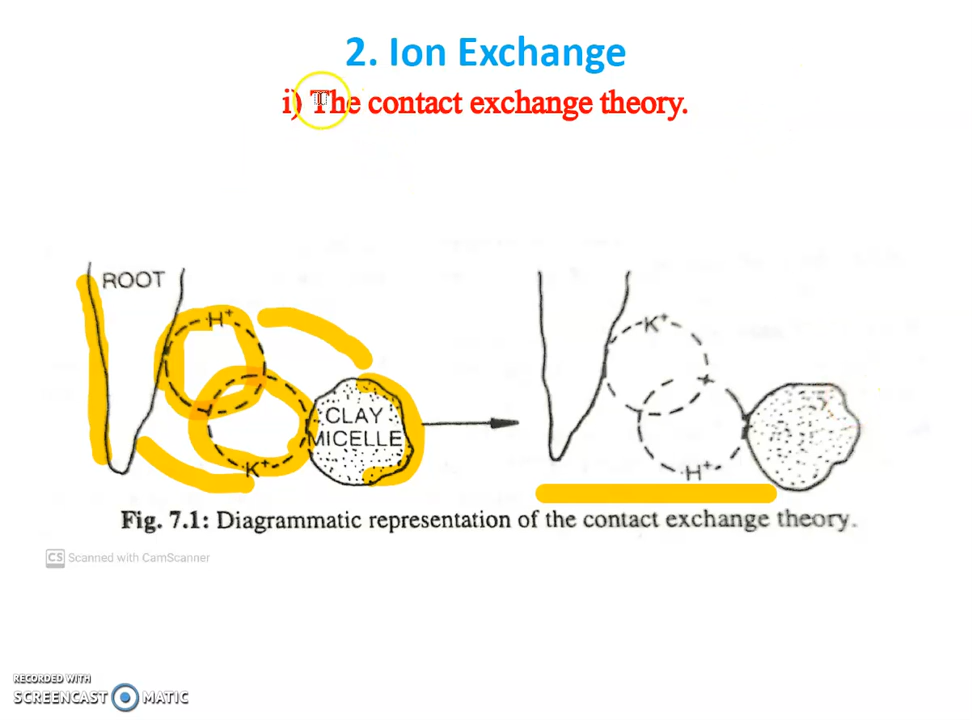 2. Ion Exchange
i) The contact exchange theory.
ROOT
H+
CLAY
MICELLE
K+
K+
H+
Fig. 7.1: Diagrammatic representation of the contact exchange theory.
CS Scanned with CamScanner
RECORDED WITH
SCREENCAST MATIC